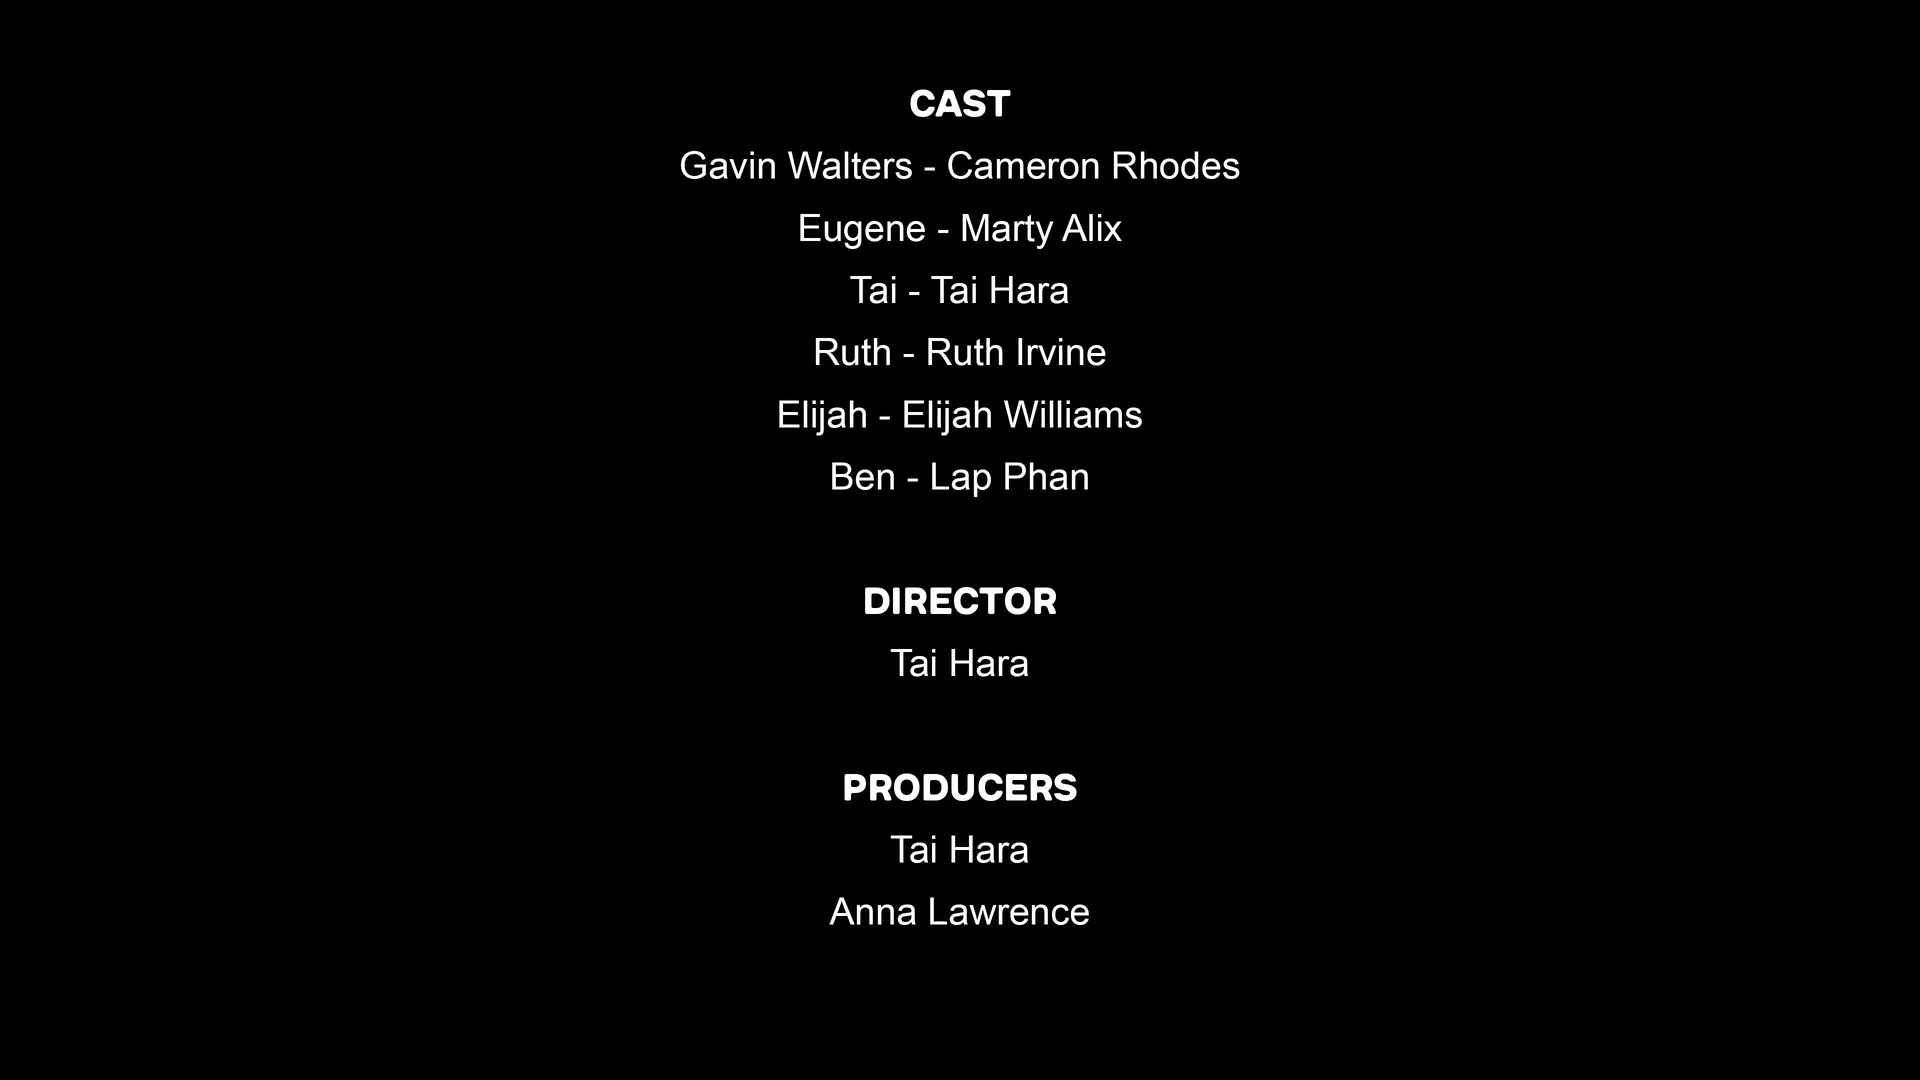 CAST
Gavin Walters - Cameron Rhodes
Eugene - Marty Alix
Tai - Tai Hara
Ruth - Ruth Irvine
Elijah - Elijah Williams
Ben - Lap Phan
DIRECTOR
Tai Hara
PRODUCERS
Tai Hara
Anna Lawrence